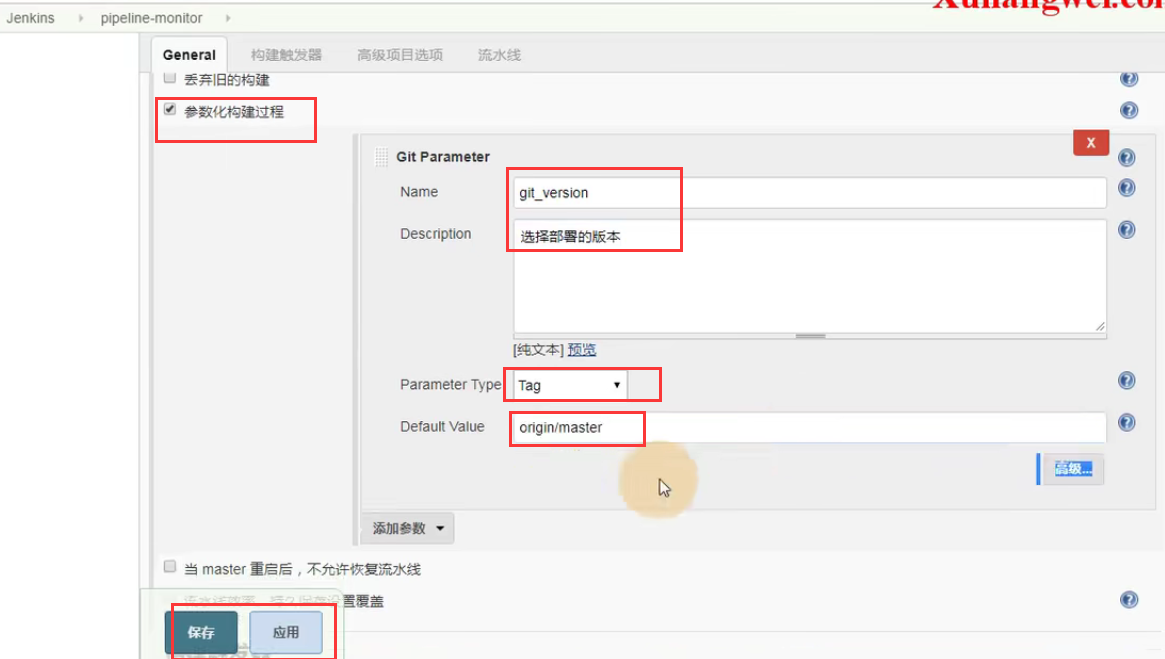 Jenkins pipeline-monitor
General 构建触发器 高级项目选项 流水线
丢弃旧的构建
参数化构建过程
X
Git Parameter
Name git_version
Description 选择部署的版本
[纯文本] 预览
Parameter Type Tag
Default Value origin/master
高级...
添加参数
当 master 重启后，不允许恢复流水线
设置覆盖
保存 应用